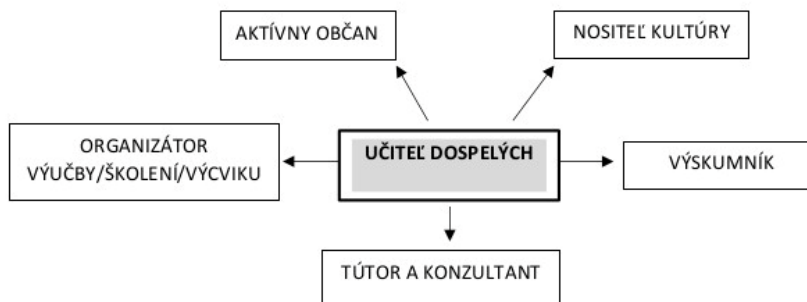 AKTÍVNY OBČAN
NOSITEĽ KULTÚRY
ORGANIZÁTOR
VÝUČBY/ŠKOLENÍ/VÝCVIKU
UČITEĽ DOSPELÝCH
VÝSKUMNÍK
TÚTOR A KONZULTANT